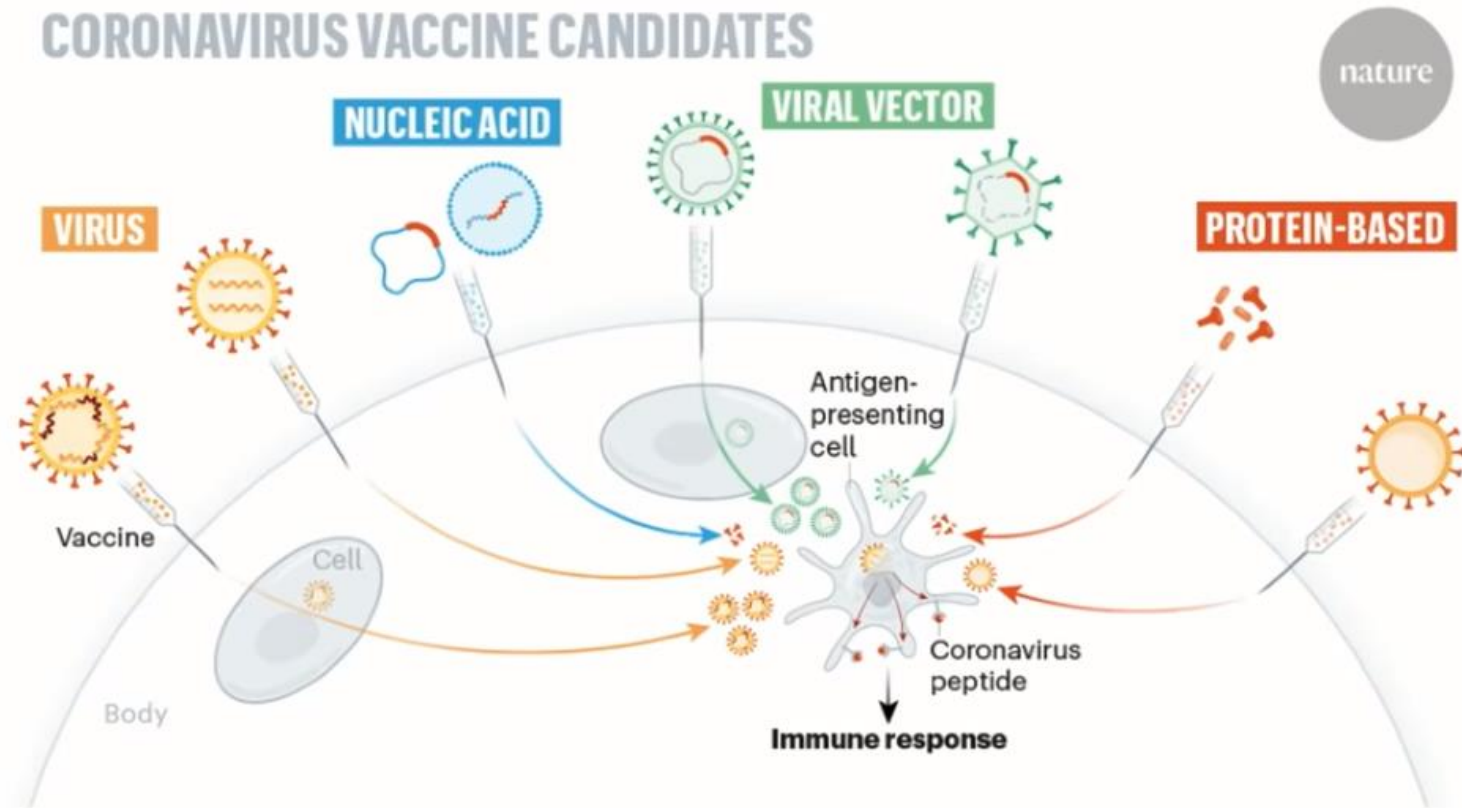 CORONAVIRUS VACCINE CANDIDATES
nature
NUCLEIC ACID
VIRAL VECTOR
VIRUS
PROTEIN-BASED
Antigen-
presenting
cell
Vaccine
Cell
Coronavirus
peptide
Body
Immune response